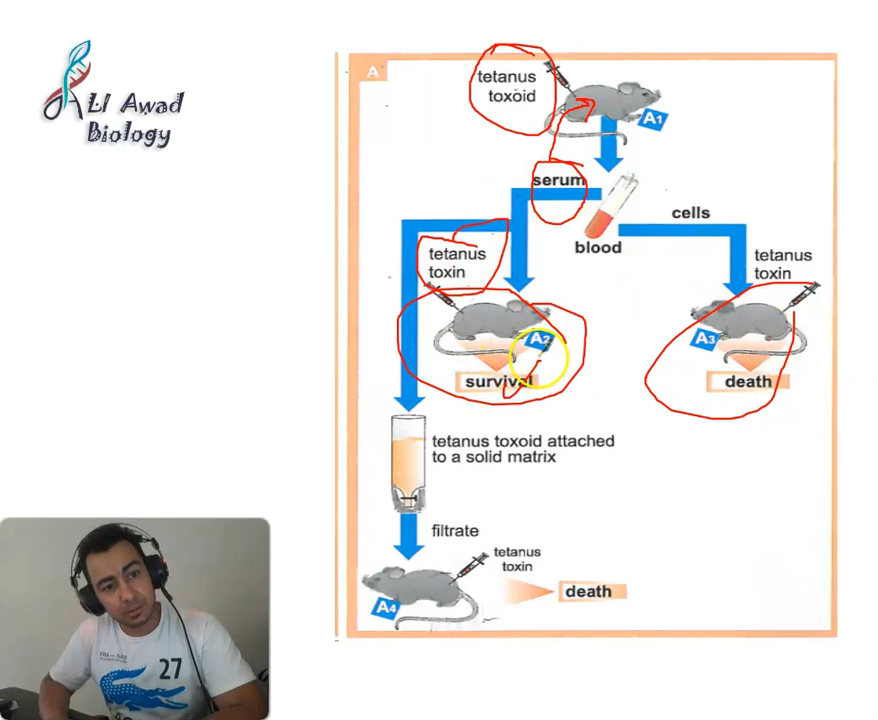 ALI Awad
Biology
A
tetanus
toxoid
A1
serum
blood
cells
tetanus
toxin
tetanus
toxin
A2
A3
survival
death
tetanus toxoid attached
to a solid matrix
filtrate
tetanus
toxin
A4
death
27